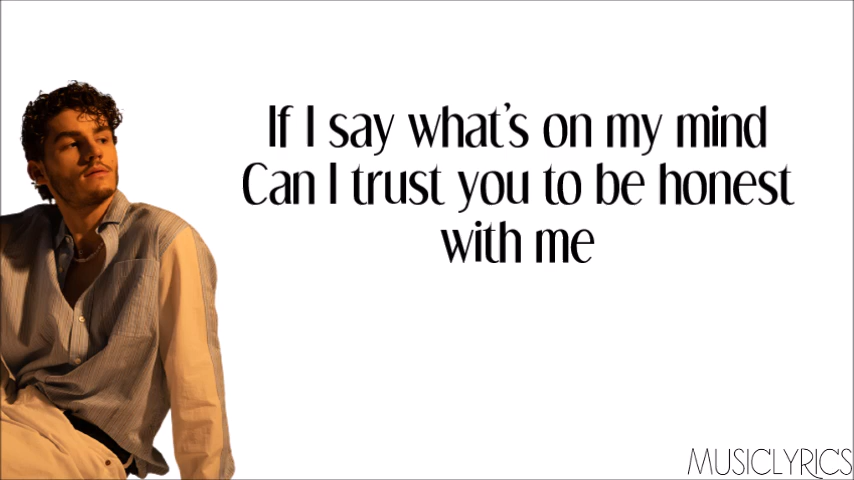 If I say what's on my mind
Can I trust you to be honest
with me
MUSICLYRICS